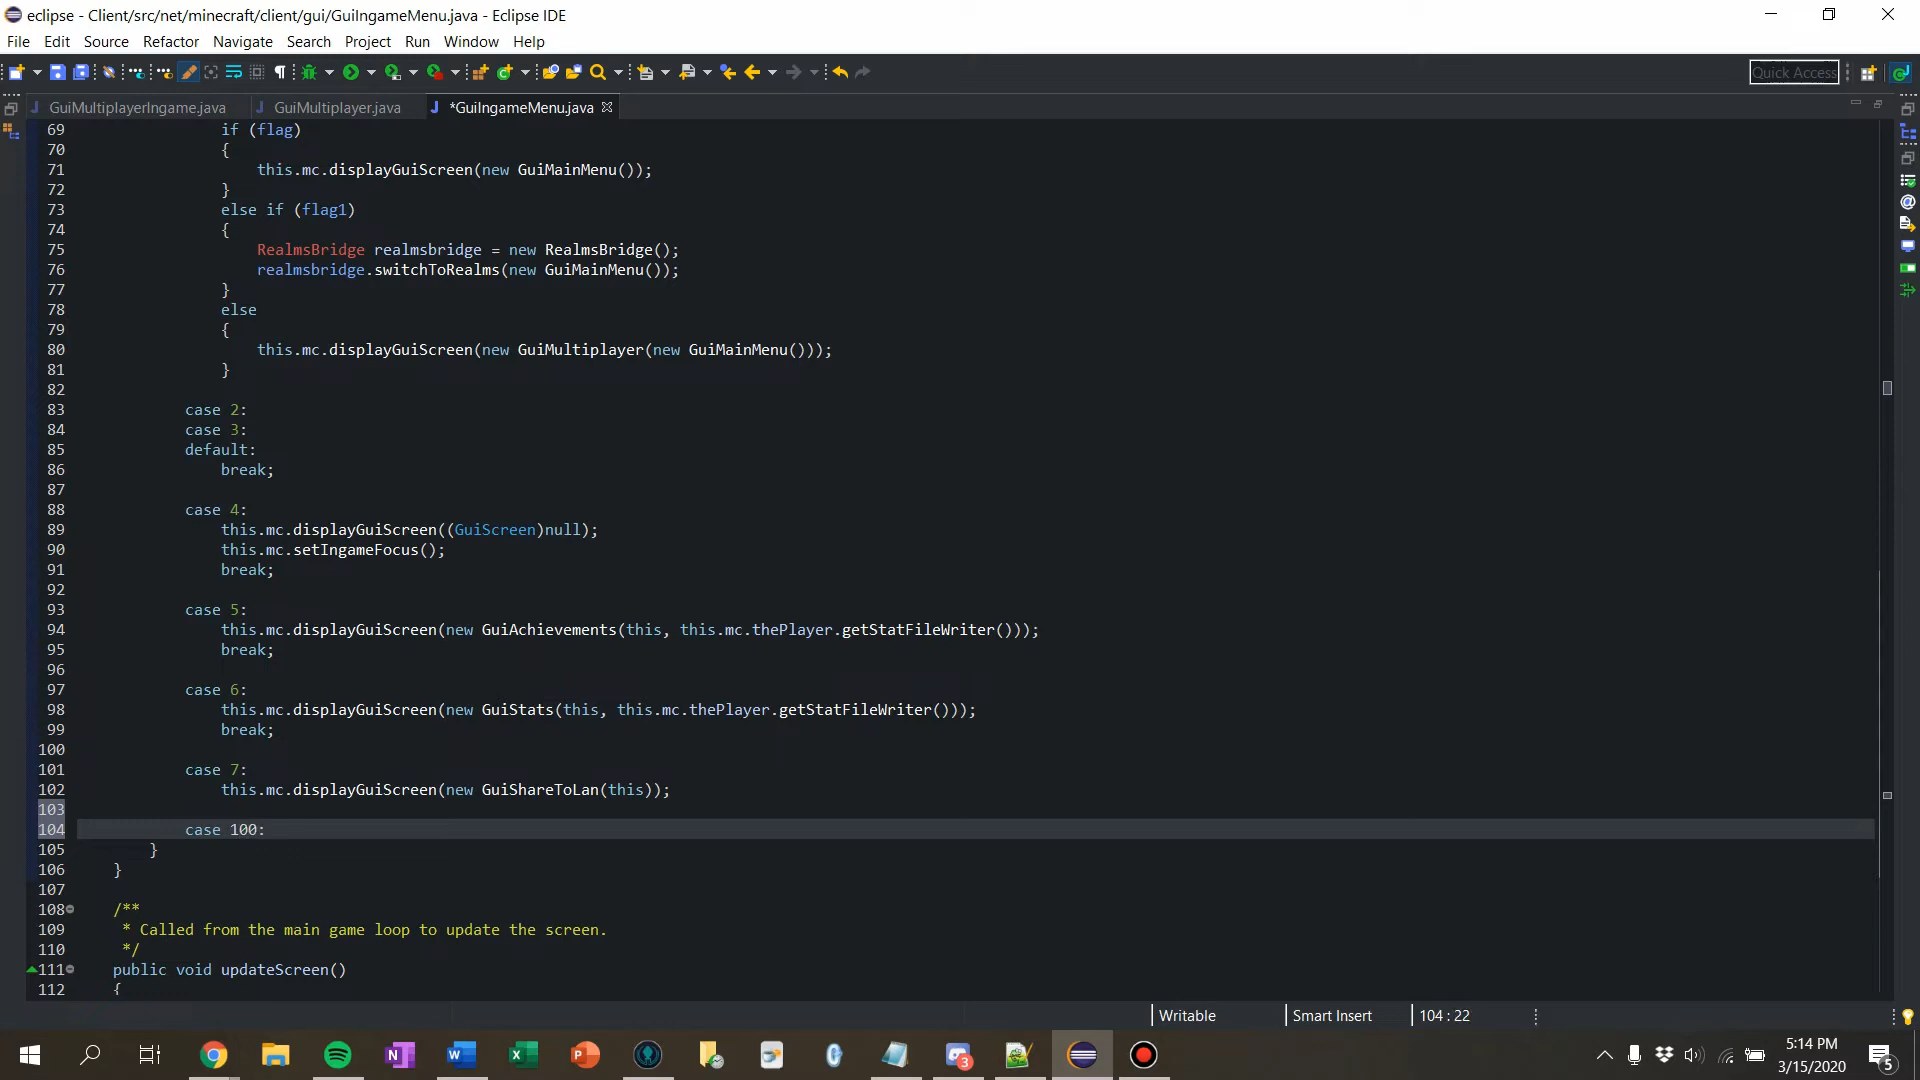 eclipse - Client/src/net/minecraft/client/gui/GuiIngameMenu.java - Eclipse IDE
File Edit Source Refactor Navigate Search Project Run Window Help
Quick Access
GuiMultiplayerIngame.java GuiMultiplayer.java *GuiIngameMenu.java
69 if (flag)
70 {
71 this.mc.displayGuiScreen(new GuiMainMenu());
72 }
73 else if (flag1)
74 {
75 RealmsBridge realmsbridge = new RealmsBridge();
76 realmsbridge.switchToRealms(new GuiMainMenu());
77 }
78 else
79 {
80 this.mc.displayGuiScreen(new GuiMultiplayer(new GuiMainMenu()));
81 }
82
83 case 2:
84 case 3:
85 default:
86 break;
87
88 case 4:
89 this.mc.displayGuiScreen((GuiScreen)null);
90 this.mc.setIngameFocus();
91 break;
92
93 case 5:
94 this.mc.displayGuiScreen(new GuiAchievements(this, this.mc.thePlayer.getStatFileWriter()));
95 break;
96
97 case 6:
98 this.mc.displayGuiScreen(new GuiStats(this, this.mc.thePlayer.getStatFileWriter()));
99 break;
100
101 case 7:
102 this.mc.displayGuiScreen(new GuiShareToLan(this));
103
104 case 100:
105 }
106 }
107
108 /**
109 * Called from the main game loop to update the screen.
110 */
111 public void updateScreen()
112 {
Writable Smart Insert 104 : 22
5:14 PM
3/15/2020
3
5